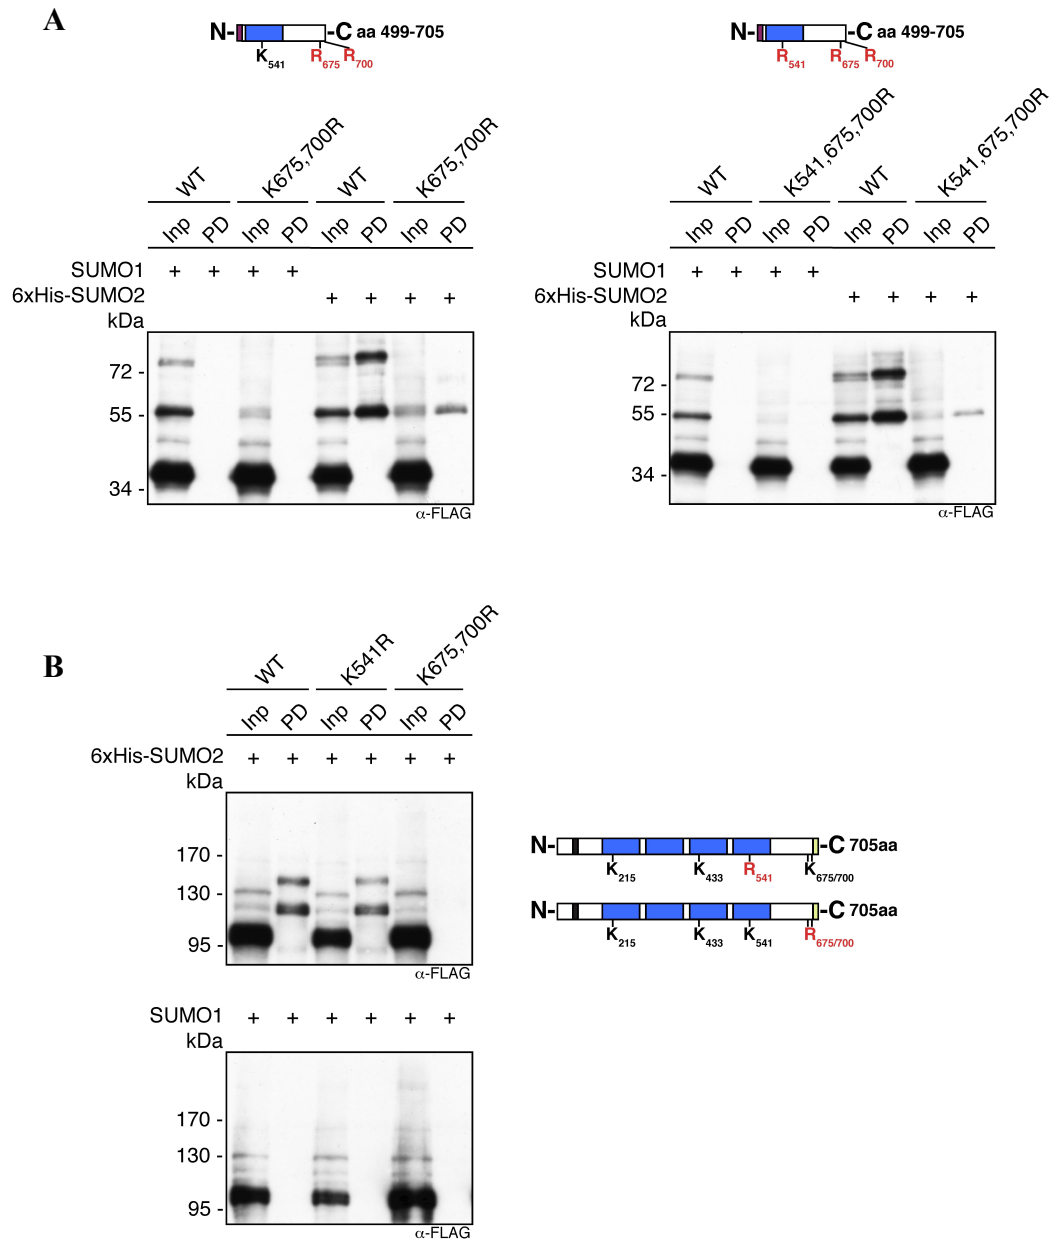 A
N- -C aa 499-705
K541 R675 R700
N- -C aa 499-705
R541 R675 R700
WT K675,700R WT K675,700R
Inp PD Inp PD Inp PD Inp PD
SUMO1 + + + +
6xHis-SUMO2 + + + +
kDa
72 -
55 -
34 -
α-FLAG
WT K541,675,700R WT K541,675,700R
Inp PD Inp PD Inp PD Inp PD
SUMO1 + + + +
6xHis-SUMO2 + + + +
kDa
72 -
55 -
34 -
α-FLAG
B
WT K541R K675,700R
Inp PD Inp PD Inp PD
6xHis-SUMO2 + + + + + +
kDa
170 -
130 -
95 -
α-FLAG
N- -C 705aa
K215 K433 R541 K675/700
N- -C 705aa
K215 K433 K541 R675/700
SUMO1 + + + + + +
kDa
170 -
130 -
95 -
α-FLAG